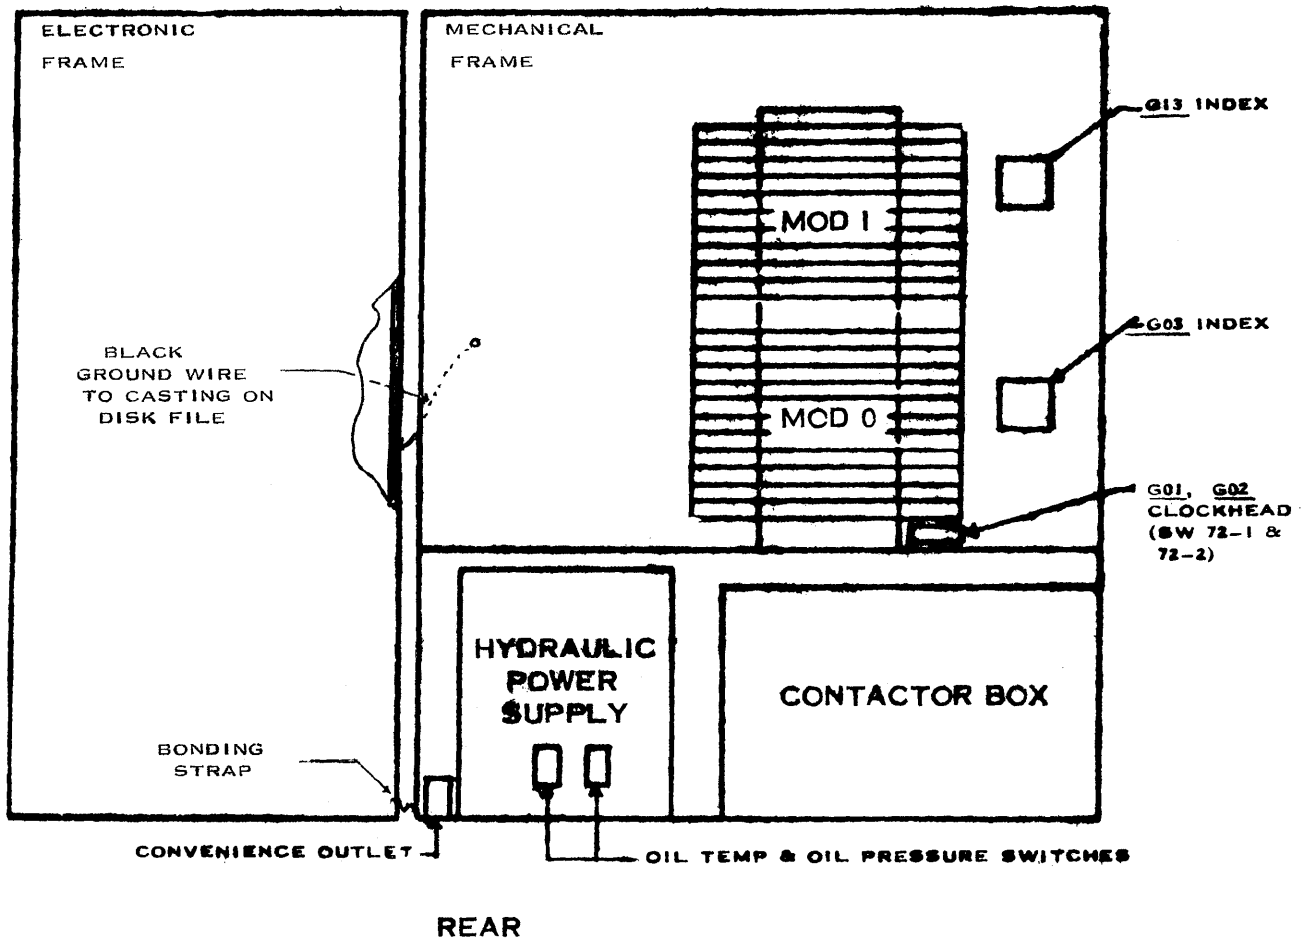 ELECTRONIC
FRAME
MECHANICAL
FRAME
G13 INDEX
MOD 1
G03 INDEX
BLACK
GROUND WIRE
TO CASTING ON
DISK FILE
MOD 0
G01, G02
CLOCKHEAD
(SW 72-1 &
72-2)
HYDRAULIC
POWER
SUPPLY
CONTACTOR BOX
BONDING
STRAP
CONVENIENCE OUTLET
OIL TEMP & OIL PRESSURE SWITCHES
REAR